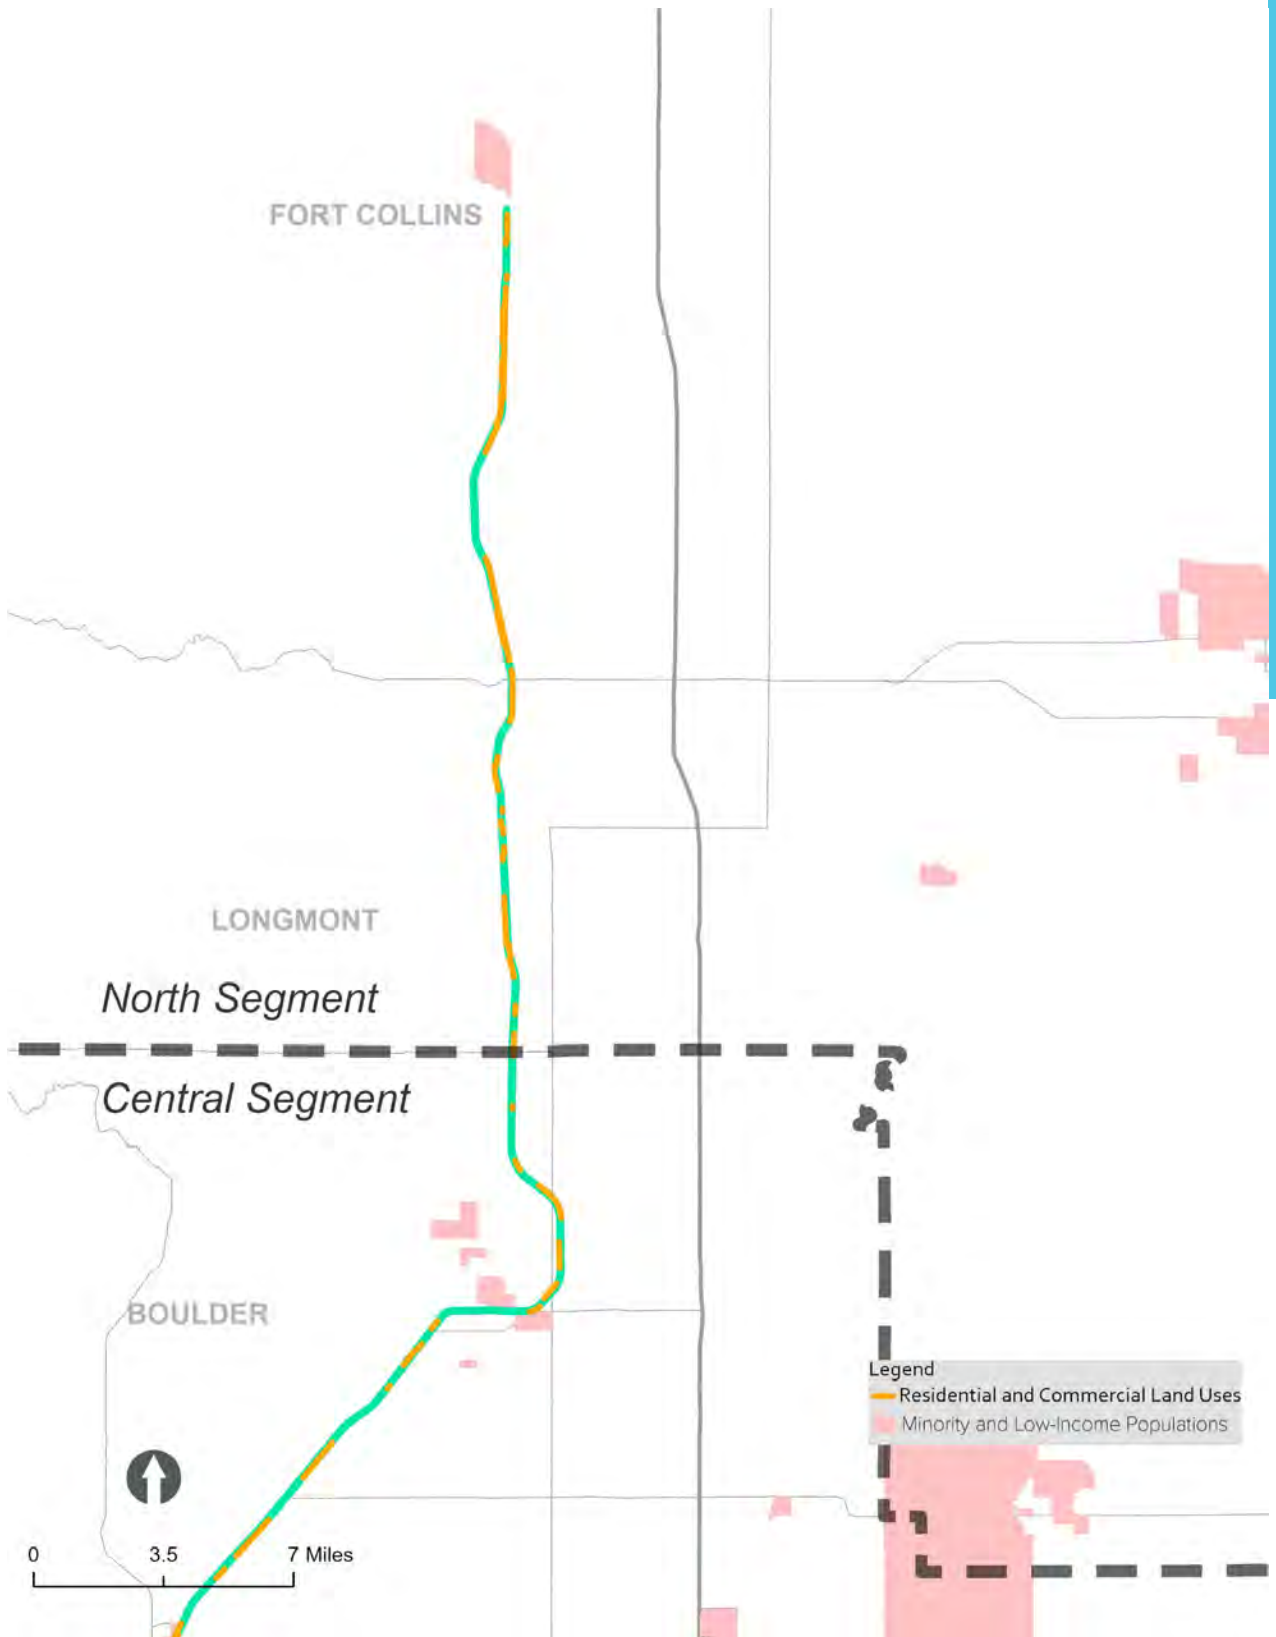 FORT COLLINS
LONGMONT
North Segment
Central Segment
BOULDER
Legend
Residential and Commercial Land Uses
Minority and Low-Income Populations
0 3.5 7 Miles